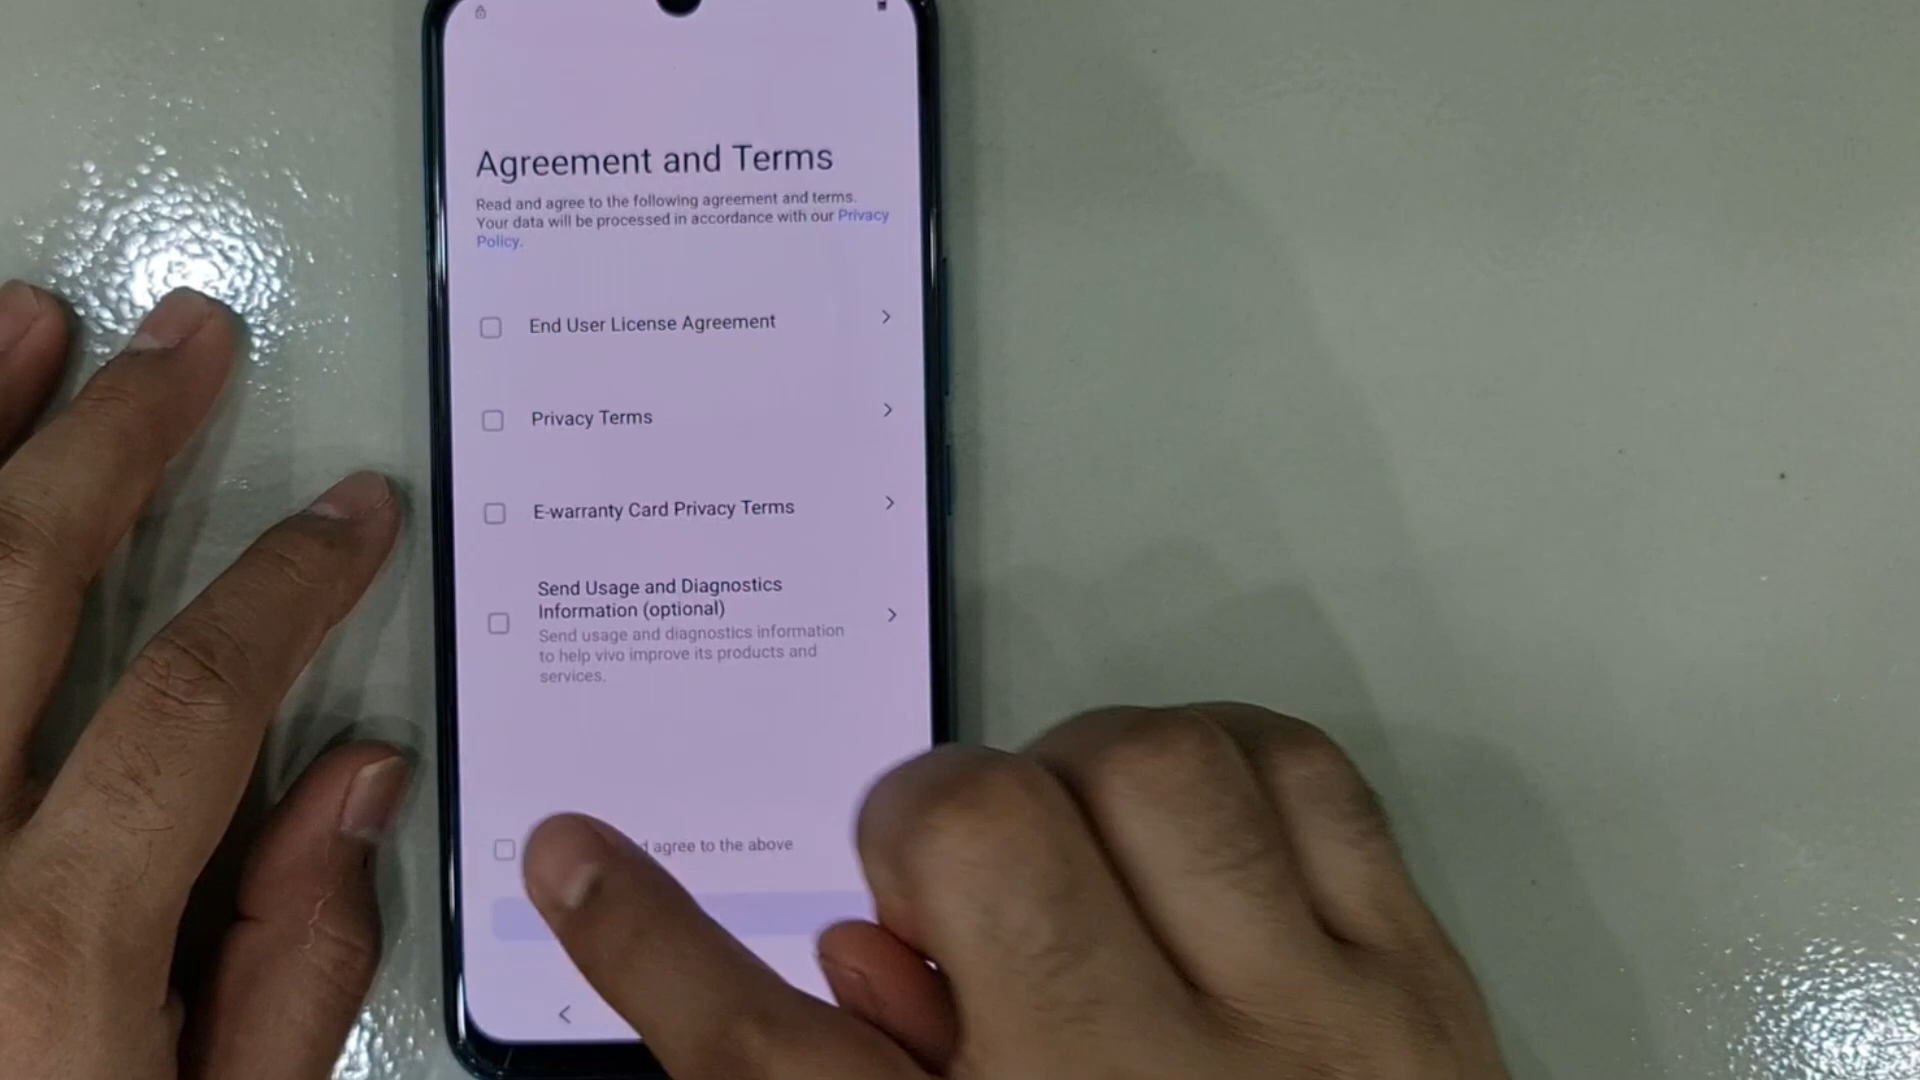 Agreement and Terms
Read and agree to the following agreement and terms.
Your data will be processed in accordance with our Privacy
Policy.
End User License Agreement
Privacy Terms
E-warranty Card Privacy Terms
Send Usage and Diagnostics
Information (optional)
Send usage and diagnostics information
to help vivo improve its products and
services.
agree to the above